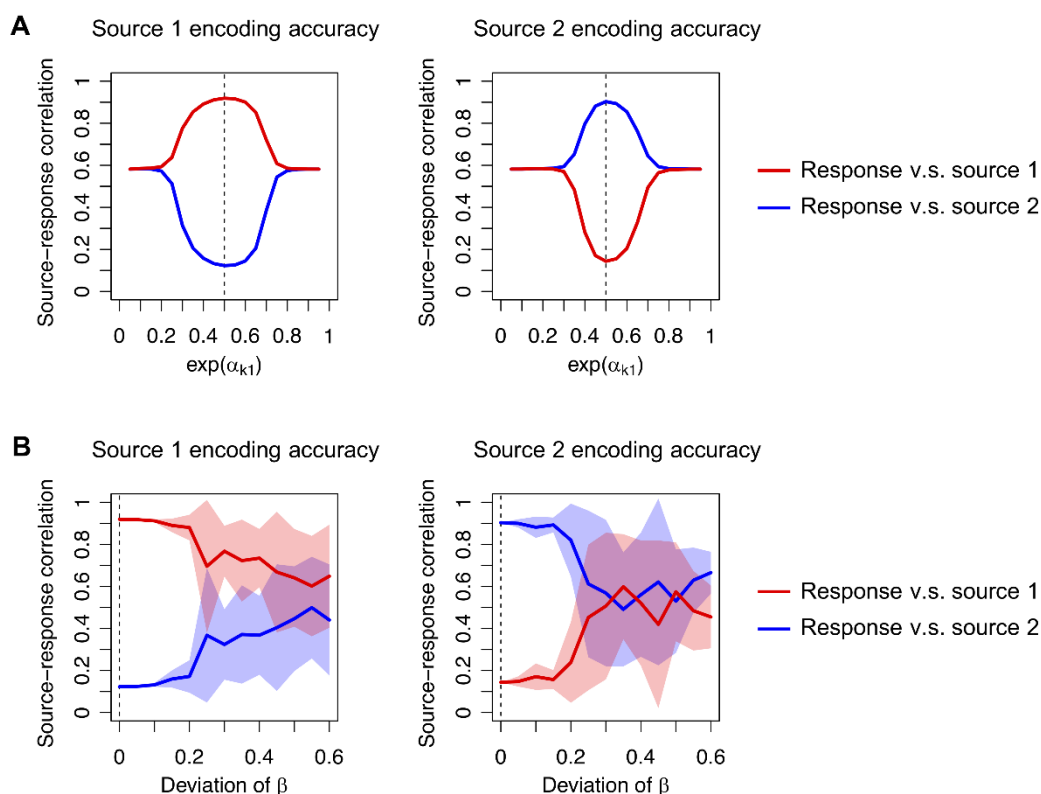 A
Source 1 encoding accuracy
Source 2 encoding accuracy
Source−response correlation
0
0.2
0.4
0.6
0.8
1
0
0.2
0.4
0.6
0.8
1
exp(αk1)
Source−response correlation
0
0.2
0.4
0.6
0.8
1
0
0.2
0.4
0.6
0.8
1
exp(αk1)
Response v.s. source 1
Response v.s. source 2
B
Source 1 encoding accuracy
Source 2 encoding accuracy
Source−response correlation
0
0.2
0.4
0.6
0.8
1
0
0.2
0.4
0.6
Deviation of β
Source−response correlation
0
0.2
0.4
0.6
0.8
1
0
0.2
0.4
0.6
Deviation of β
Response v.s. source 1
Response v.s. source 2